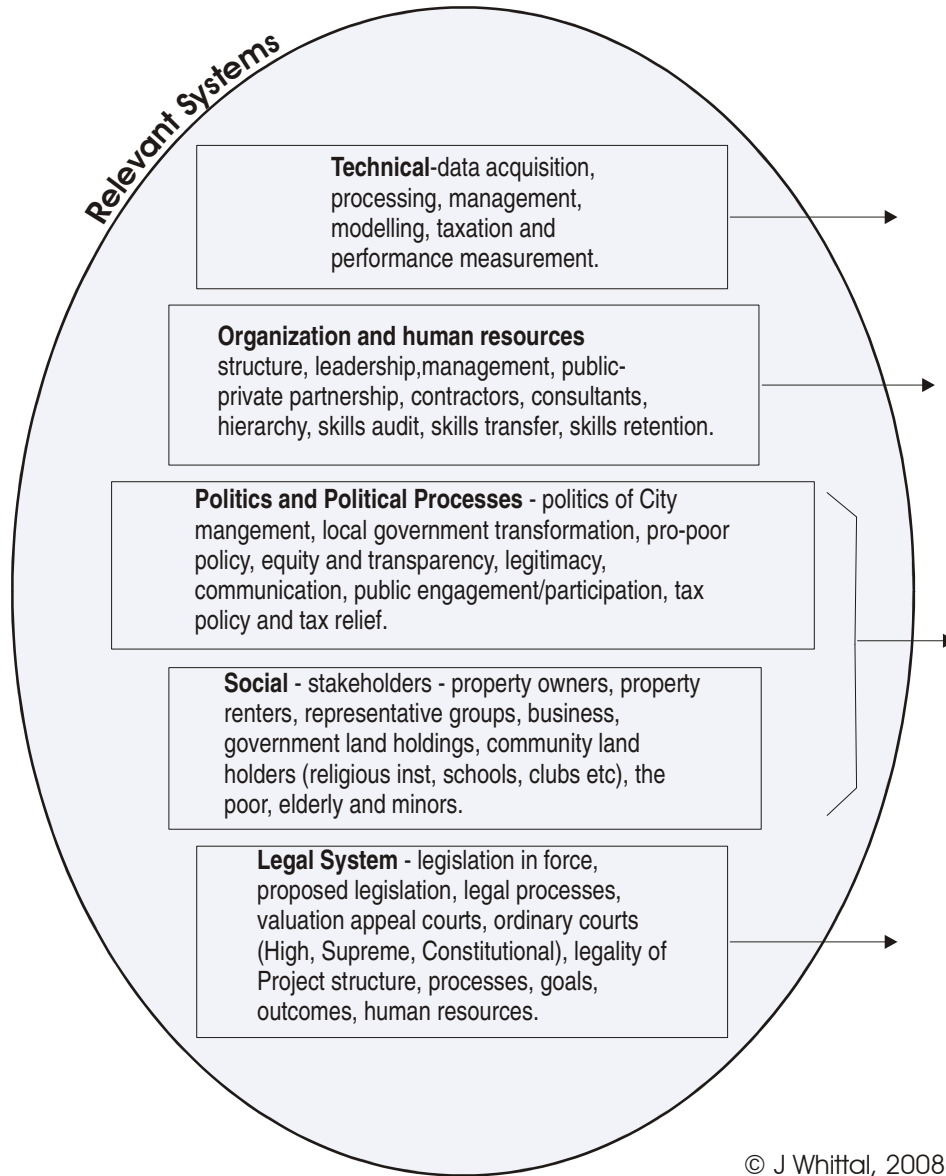 Relevant Systems
Technical-data acquisition,
processing, management,
modelling, taxation and
performance measurement.
Organization and human resources
structure, leadership,management, public-
private partnership, contractors, consultants,
hierarchy, skills audit, skills transfer, skills retention.
Politics and Political Processes - politics of City
mangement, local government transformation, pro-poor
policy, equity and transparency, legitimacy,
communication, public engagement/participation, tax
policy and tax relief.
Social - stakeholders - property owners, property
renters, representative groups, business,
government land holdings, community land
holders (religious inst, schools, clubs etc), the
poor, elderly and minors.
Legal System - legislation in force,
proposed legislation, legal processes,
valuation appeal courts, ordinary courts
(High, Supreme, Constitutional), legality of
Project structure, processes, goals,
outcomes, human resources.
© J Whittal, 2008